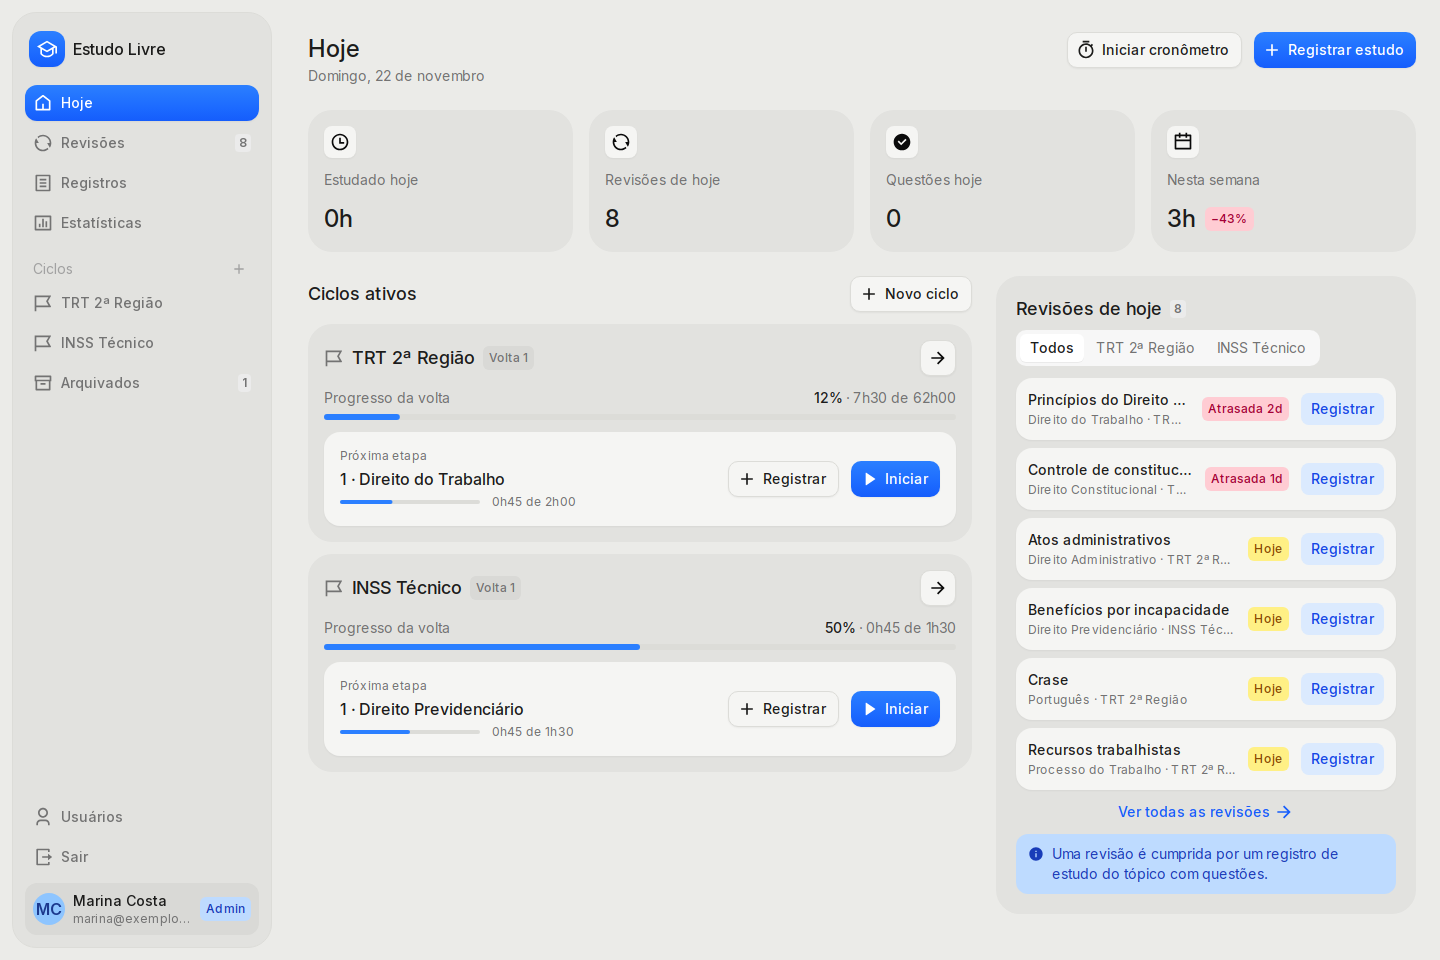 Estudo Livre
Hoje
Revisões 8
Registros
Estatísticas
Ciclos
TRT 2ª Região
INSS Técnico
Arquivados 1
Usuários
Sair
MC
Marina Costa
marina@exemplo...
Admin
Hoje
Domingo, 22 de novembro
Iniciar cronômetro
Registrar estudo
Estudado hoje
0h
Revisões de hoje
8
Questões hoje
0
Nesta semana
3h −43%
Ciclos ativos
Novo ciclo
TRT 2ª Região Volta 1
Progresso da volta 12% · 7h30 de 62h00
Próxima etapa
1 · Direito do Trabalho
0h45 de 2h00
Registrar
Iniciar
INSS Técnico Volta 1
Progresso da volta 50% · 0h45 de 1h30
Próxima etapa
1 · Direito Previdenciário
0h45 de 1h30
Registrar
Iniciar
Revisões de hoje 8
Todos TRT 2ª Região INSS Técnico
Princípios do Direito ...
Direito do Trabalho · TR...
Atrasada 2d
Registrar
Controle de constituc...
Direito Constitucional · T...
Atrasada 1d
Registrar
Atos administrativos
Direito Administrativo · TRT 2ª R...
Hoje
Registrar
Benefícios por incapacidade
Direito Previdenciário · INSS Téc...
Hoje
Registrar
Crase
Português · TRT 2ª Região
Hoje
Registrar
Recursos trabalhistas
Processo do Trabalho · TRT 2ª R...
Hoje
Registrar
Ver todas as revisões
Uma revisão é cumprida por um registro de
estudo do tópico com questões.